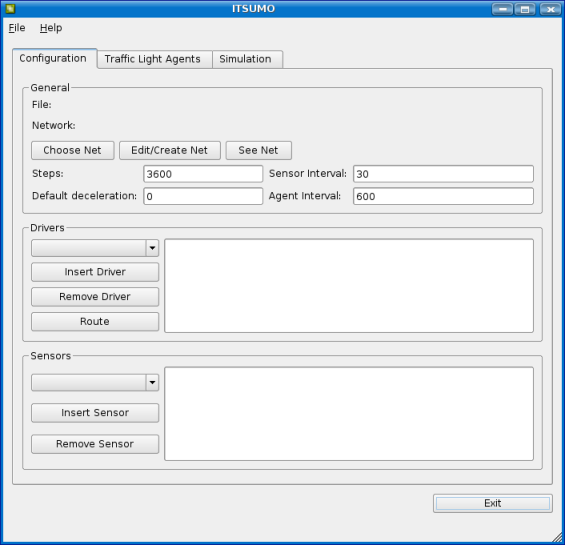 ITSUMO
File Help
Configuration Traffic Light Agents Simulation
General
File:
Network:
Choose Net Edit/Create Net See Net
Steps: 3600 Sensor Interval: 30
Default deceleration: 0 Agent Interval: 600
Drivers
Insert Driver
Remove Driver
Route
Sensors
Insert Sensor
Remove Sensor
Exit